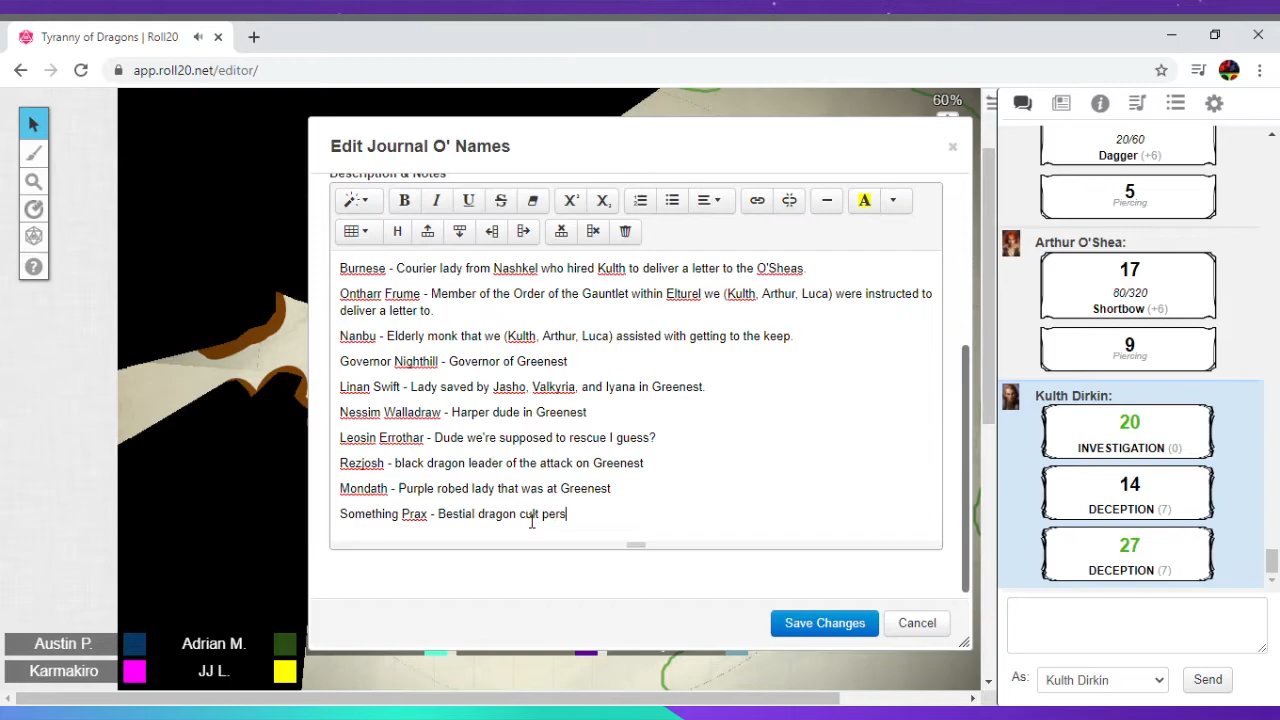 Tyranny of Dragons | Roll20
app.roll20.net/editor/
60%
Edit Journal O' Names
Description & Notes
Burnese - Courier lady from Nashkel who hired Kulth to deliver a letter to the O'Sheas.
Ontharr Frume - Member of the Order of the Gauntlet within Elturel we (Kulth, Arthur, Luca) were instructed to
deliver a letter to.
Nanbu - Elderly monk that we (Kulth, Arthur, Luca) assisted with getting to the keep.
Governor Nighthill - Governor of Greenest
Linan Swift - Lady saved by Jasho, Valkyria, and Iyana in Greenest.
Nessim Walladraw - Harper dude in Greenest
Leosin Errothar - Dude we're supposed to rescue I guess?
Rezjosh - black dragon leader of the attack on Greenest
Mondath - Purple robed lady that was at Greenest
Something Prax - Bestial dragon cult pers
Save Changes
Cancel
20/60
Dagger (+6)
5
Piercing
Arthur O'Shea:
17
80/320
Shortbow (+6)
9
Piercing
Kulth Dirkin:
20
INVESTIGATION (0)
14
DECEPTION (7)
27
DECEPTION (7)
As:
Kulth Dirkin
Send
Austin P.
Adrian M.
Karmakiro
JJ L.